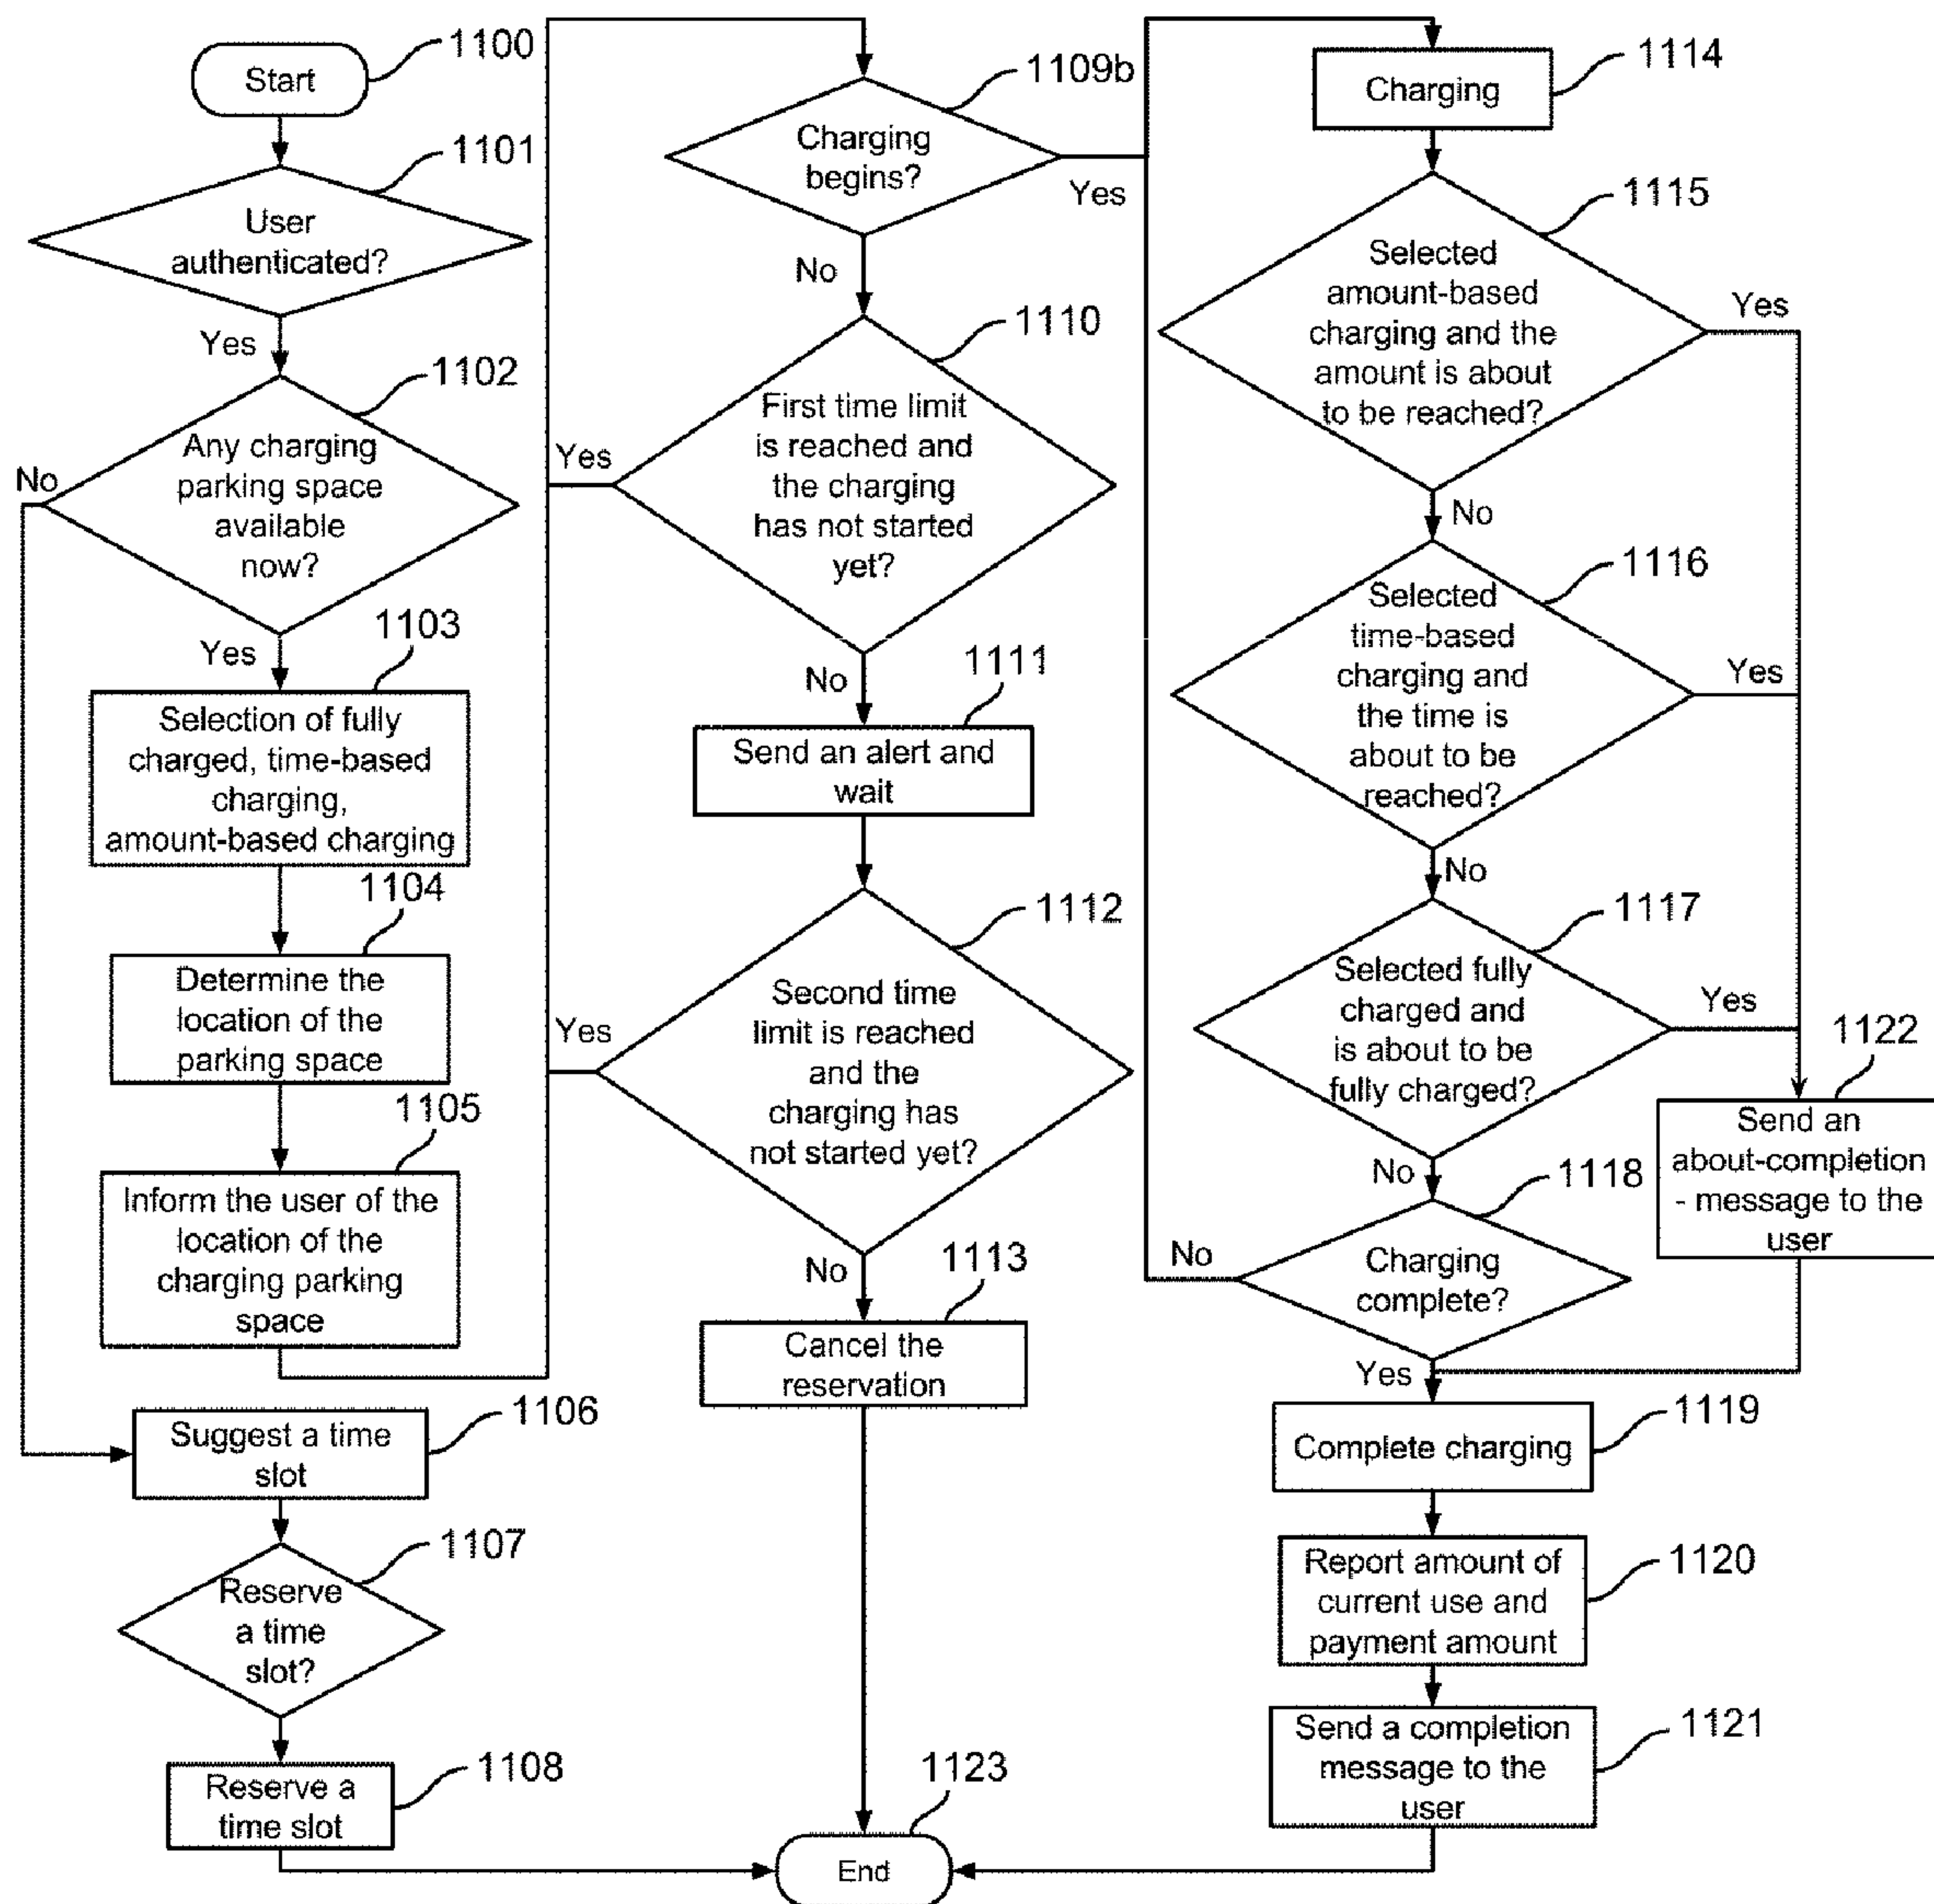 1100
Start
1101
User
authenticated?
Yes
1102
Any charging
parking space
available
now?
No
Yes
1103
Selection of fully
charged, time-based
charging,
amount-based charging
1104
Determine the
location of the
parking space
1105
Inform the user of the
location of the
charging parking
space
1106
Suggest a time
slot
1107
Reserve
a time
slot?
1108
Reserve a
time slot
1109b
Charging
begins?
Yes
No
1110
First time limit
is reached and
the charging
has not started
yet?
Yes
No
1111
Send an alert and
wait
1112
Second time
limit is reached
and the
charging has
not started yet?
Yes
No
1113
Cancel the
reservation
1123
End
1114
Charging
1115
Selected
amount-based
charging and the
amount is about
to be reached?
Yes
No
1116
Selected
time-based
charging and
the time is
about to be
reached?
Yes
No
1117
Selected fully
charged and
is about to be
fully charged?
Yes
No
1122
Send an
about-completion
- message to the
user
1118
Charging
complete?
No
Yes
1119
Complete charging
1120
Report amount of
current use and
payment amount
1121
Send a completion
message to the
user